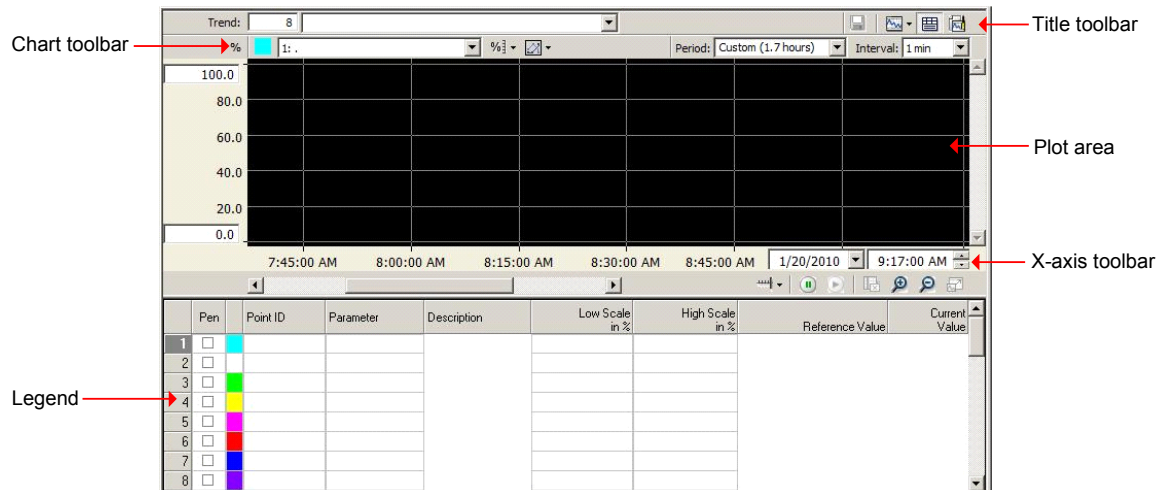 Trend: 8
Title toolbar
Chart toolbar
% 1: . % Period: Custom (1.7 hours) Interval: 1 min
100.0
80.0
60.0
40.0
20.0
0.0
Plot area
7:45:00 AM 8:00:00 AM 8:15:00 AM 8:30:00 AM 8:45:00 AM 1/20/2010 9:17:00 AM
X-axis toolbar
Pen Point ID Parameter Description Low Scale in % High Scale in % Reference Value Current Value
1
2
3
Legend
4
5
6
7
8